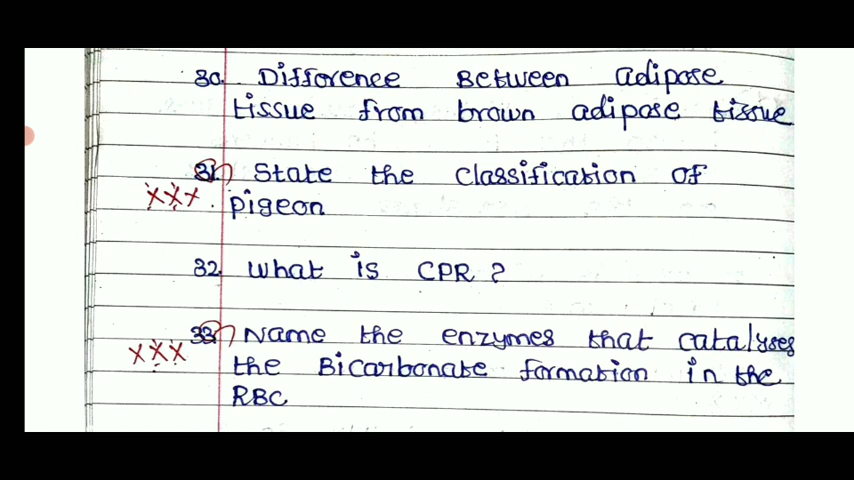 30. Difference Between adipose
tissue from brown adipose tissue
31. State the classification of
xxx. pigeon
32. What is CPR ?
33. Name the enzymes that catalyses
xxx the Bicarbonate formation in the
RBC